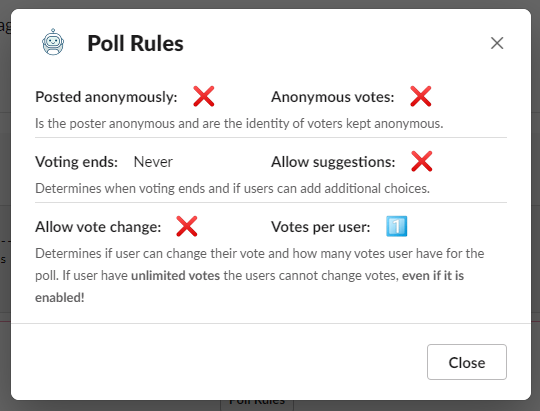 Poll Rules
Posted anonymously: ❌ Anonymous votes: ❌
Is the poster anonymous and are the identity of voters kept anonymous.
Voting ends: Never Allow suggestions: ❌
Determines when voting ends and if users can add additional choices.
Allow vote change: ❌ Votes per user: 1️⃣
Determines if user can change their vote and how many votes user have for the
poll. If user have unlimited votes the users cannot change votes, even if it is
enabled!
Close
Poll Rules